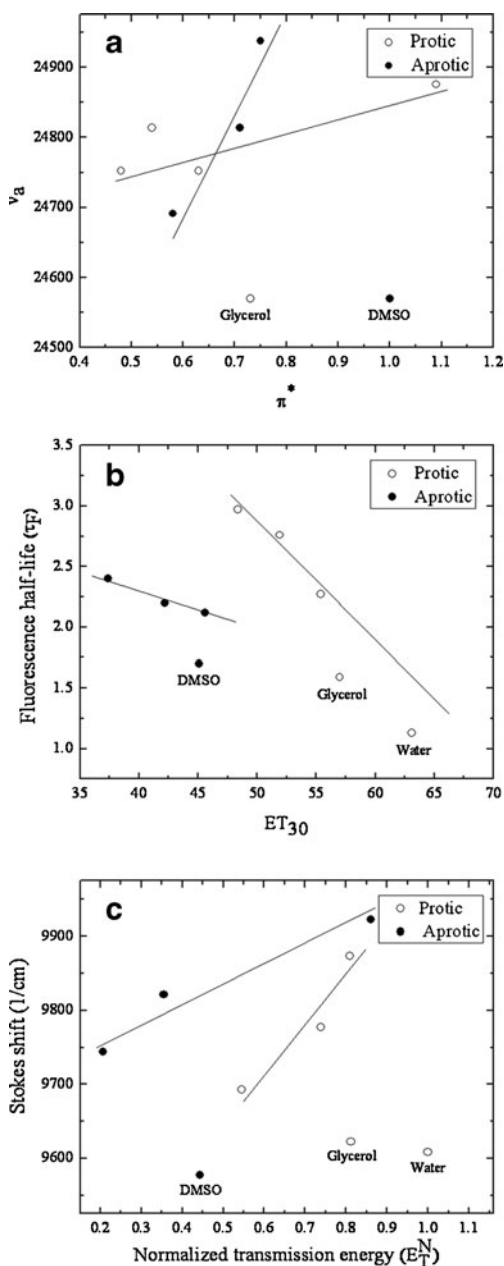 a
Protic
Aprotic
24900
24800
24700
24600
24500
0.4 0.5 0.6 0.7 0.8 0.9 1.0 1.1 1.2
νa
π*
Glycerol
DMSO
b
Protic
Aprotic
3.5
3.0
2.5
2.0
1.5
1.0
35 40 45 50 55 60 65 70
Fluorescence half-life (τF)
ET30
DMSO
Glycerol
Water
c
Protic
Aprotic
9900
9800
9700
9600
0.2 0.3 0.4 0.5 0.6 0.7 0.8 0.9 1.0 1.1
Stokes shift (1/cm)
Normalized transmission energy (E_T^N)
DMSO
Glycerol
Water